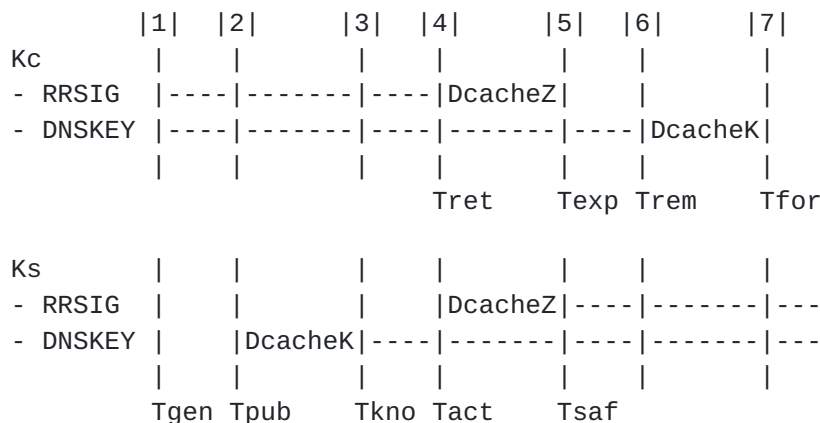 |1|  |2|     |3|  |4|     |5|  |6|     |7|
Kc       |    |       |    |       |    |       |
- RRSIG  |----|-------|----|DcacheZ|    |       |
- DNSKEY |----|-------|----|-------|----|DcacheK|
         |    |       |    |       |    |       |
                           Tret    Texp Trem    Tfor

Ks       |    |       |    |       |    |       |
- RRSIG  |    |       |    |DcacheZ|----|-------|---
- DNSKEY |    |DcacheK|----|-------|----|-------|---
         |    |       |    |       |    |       |
         Tgen Tpub    Tkno Tact    Tsaf